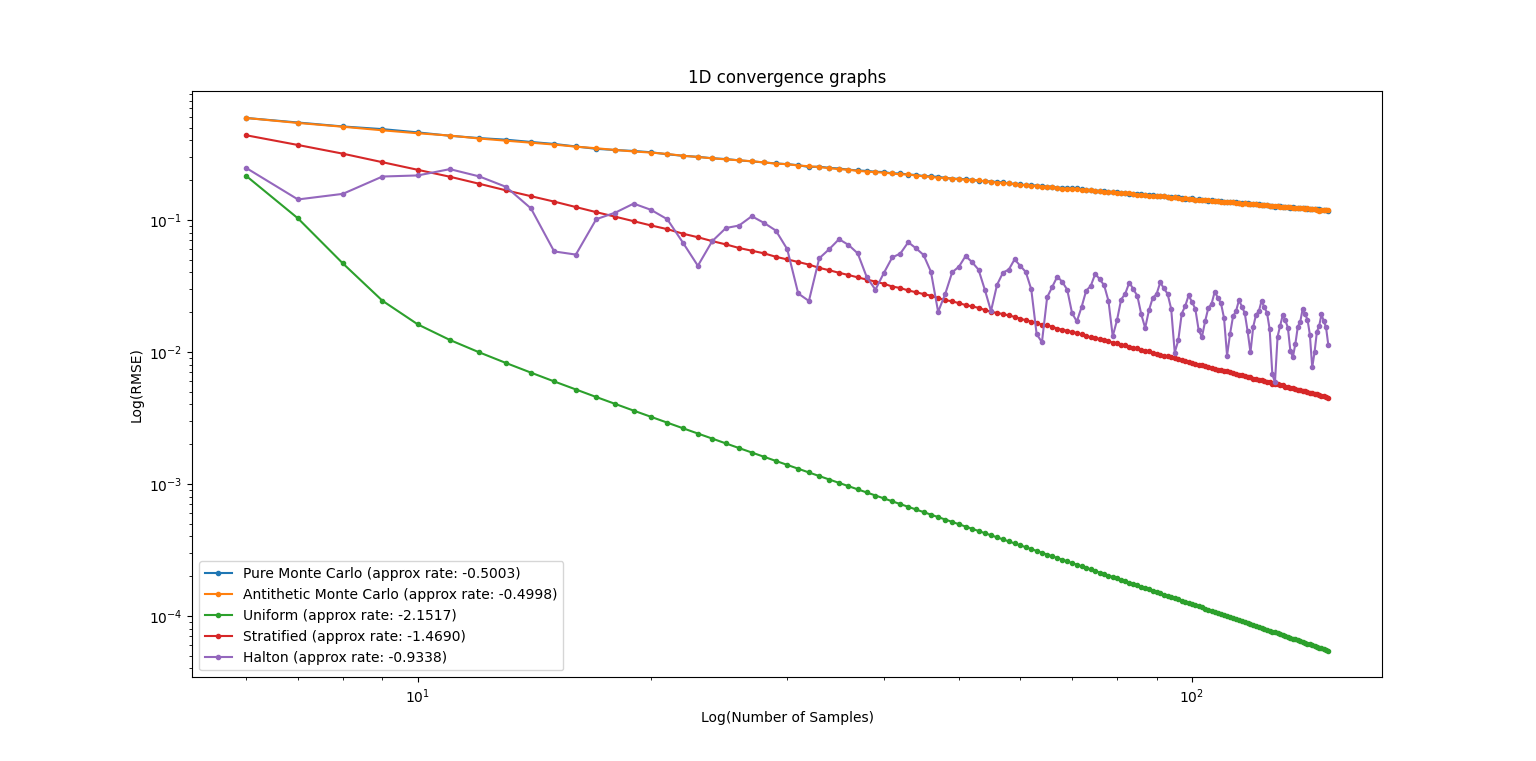 1D convergence graphs
Log(RMSE)
10⁻¹
10⁻²
10⁻³
10⁻⁴
Pure Monte Carlo (approx rate: -0.5003)
Antithetic Monte Carlo (approx rate: -0.4998)
Uniform (approx rate: -2.1517)
Stratified (approx rate: -1.4690)
Halton (approx rate: -0.9338)
10¹
10²
Log(Number of Samples)